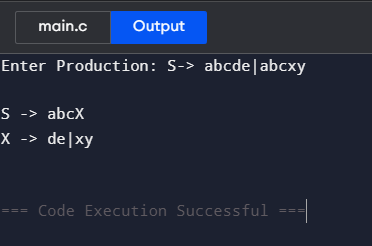 main.c Output
Enter Production: S-> abcde|abcxy
S -> abcX
X -> de|xy
=== Code Execution Successful ===